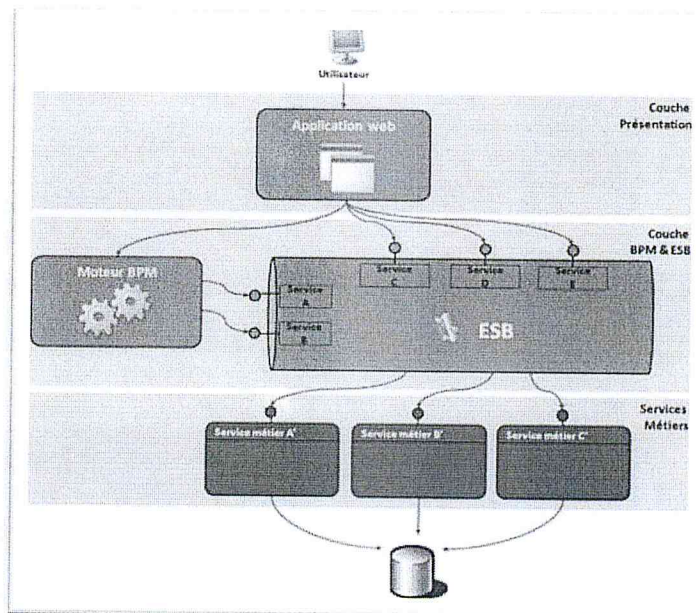 Utilisateur
Couche
Présentation
Application web
Couche
BPM & ESB
Moteur BPM
Service
C
Service
D
Service
E
Service
A
Service
B
ESB
Services
Métiers
Service métier A'
Service métier B'
Service métier C'